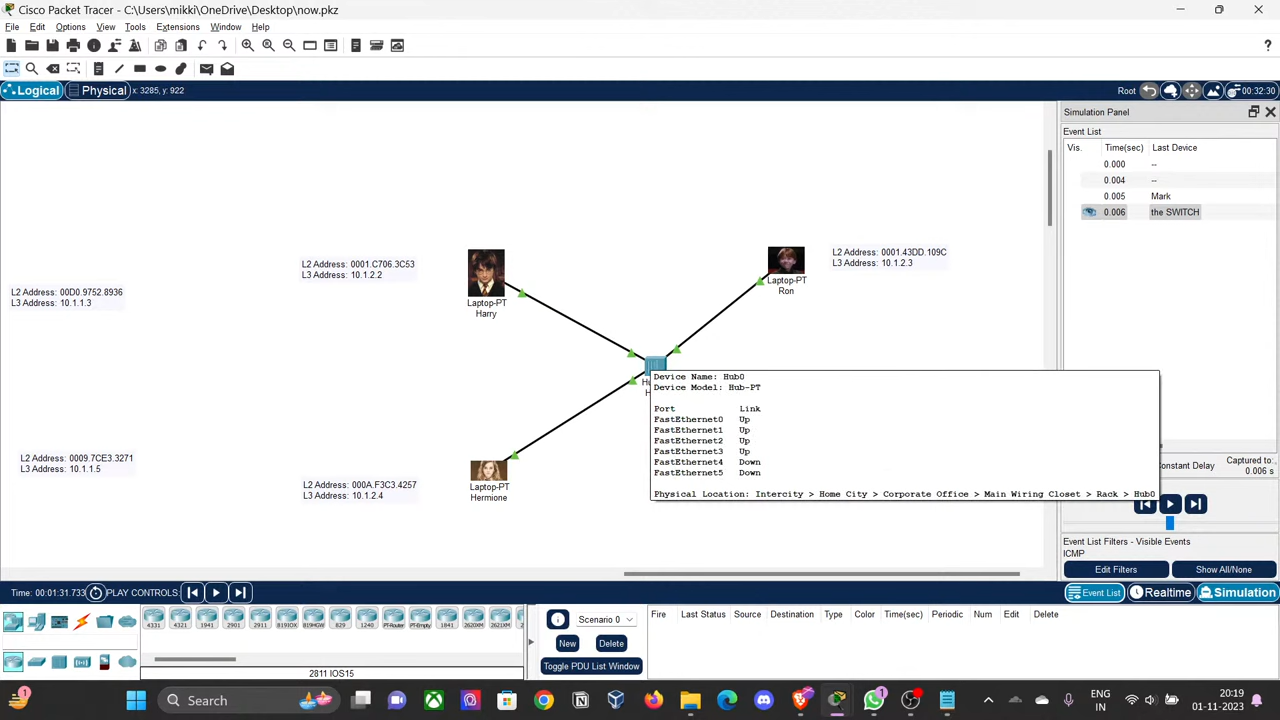 Cisco Packet Tracer - C:\Users\mikki\OneDrive\Desktop\now.pkz
File Edit Options View Tools Extensions Window Help
?
Logical Physical x: 3285, y: 922
Root 00:32:30
Simulation Panel
Event List
Vis. Time(sec) Last Device
0.000 --
0.004 --
0.005 Mark
0.006 the SWITCH
L2 Address: 0001.C706.3C53
L3 Address: 10.1.2.2
L2 Address: 0001.43DD.109C
L3 Address: 10.1.2.3
L2 Address: 00D0.9752.8936
L3 Address: 10.1.1.3
Laptop-PT
Harry
Laptop-PT
Ron
Device Name: Hub0
Device Model: Hub-PT
Port Link
FastEthernet0 Up
FastEthernet1 Up
FastEthernet2 Up
FastEthernet3 Up
FastEthernet4 Down
FastEthernet5 Down
Physical Location: Intercity > Home City > Corporate Office > Main Wiring Closet > Rack > Hub0
L2 Address: 0009.7CE3.3271
L3 Address: 10.1.1.5
L2 Address: 000A.F3C3.4257
L3 Address: 10.1.2.4
Laptop-PT
Hermione
Constant Delay
Captured to:
0.006 s
Event List Filters - Visible Events
ICMP
Edit Filters Show All/None
Time: 00:01:31.733 PLAY CONTROLS:
Event List Realtime Simulation
4331 4321 1941 2901 2911 819IOX 819HGW 829 1240 PT-Router PT-Empty 1841 2620XM 2621XM
2811 IOS15
Scenario 0
New Delete
Toggle PDU List Window
Fire Last Status Source Destination Type Color Time(sec) Periodic Num Edit Delete
1
Search
1
ENG
IN
20:19
01-11-2023